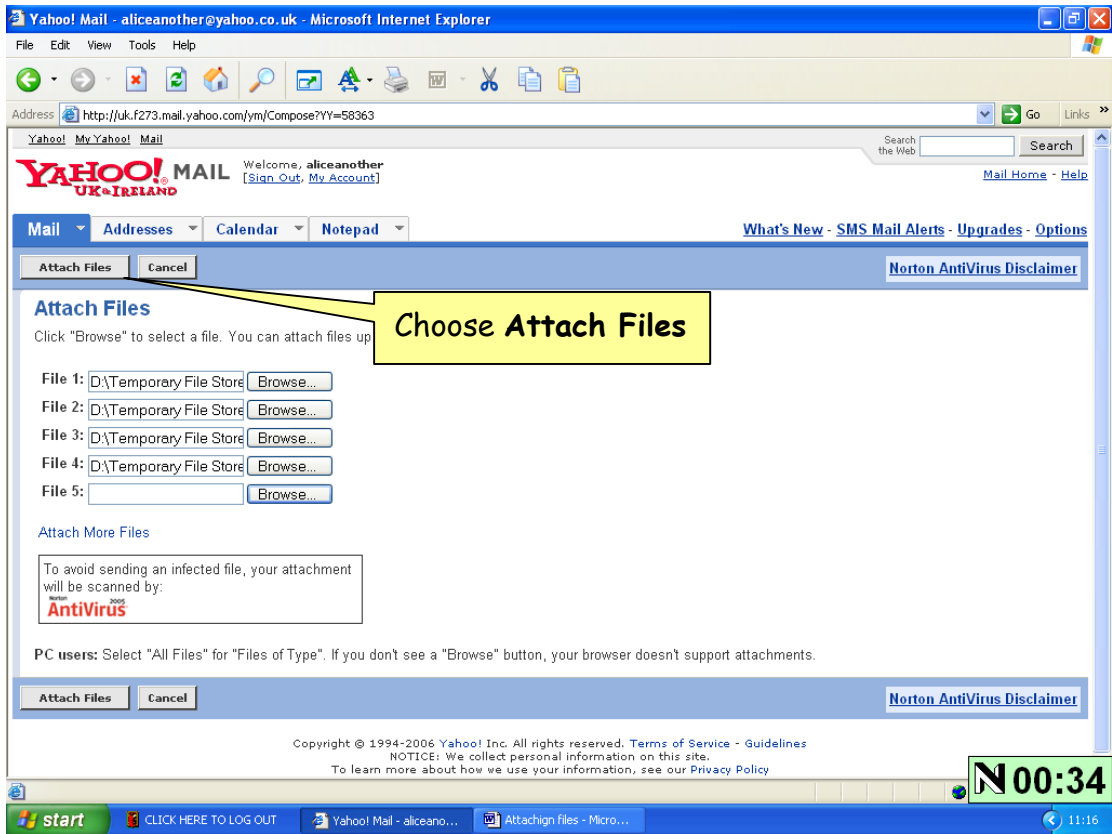 Yahoo! Mail - aliceanother@yahoo.co.uk - Microsoft Internet Explorer
File Edit View Tools Help
Address http://uk.f273.mail.yahoo.com/ym/Compose?YY=58363 Go Links »
Yahoo! My Yahoo! Mail
Search the Web Search
YAHOO! MAIL
UK & IRELAND
Welcome, aliceanother
[Sign Out, My Account]
Mail Home - Help
Mail Addresses Calendar Notepad
What's New - SMS Mail Alerts - Upgrades - Options
Attach Files Cancel Norton AntiVirus Disclaimer
Choose Attach Files
Attach Files
Click "Browse" to select a file. You can attach files up
File 1: D:\Temporary File Store Browse...
File 2: D:\Temporary File Store Browse...
File 3: D:\Temporary File Store Browse...
File 4: D:\Temporary File Store Browse...
File 5: Browse...
Attach More Files
To avoid sending an infected file, your attachment
will be scanned by:
Norton 2005
AntiVirus
PC users: Select "All Files" for "Files of Type". If you don't see a "Browse" button, your browser doesn't support attachments.
Attach Files Cancel Norton AntiVirus Disclaimer
Copyright © 1994-2006 Yahoo! Inc. All rights reserved. Terms of Service - Guidelines
NOTICE: We collect personal information on this site.
To learn more about how we use your information, see our Privacy Policy
N 00:34
start CLICK HERE TO LOG OUT Yahoo! Mail - aliceano... Attachign files - Micro... 11:16